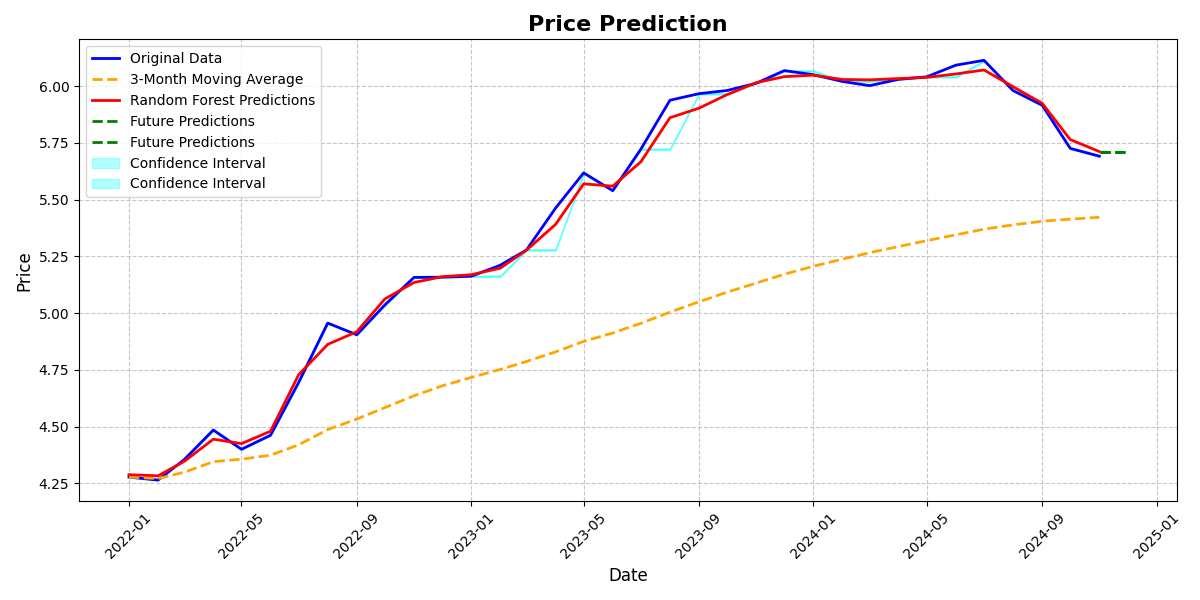 Price Prediction
Original Data
3-Month Moving Average
Random Forest Predictions
Future Predictions
Future Predictions
Confidence Interval
Confidence Interval
Price
6.00
5.75
5.50
5.25
5.00
4.75
4.50
4.25
2022-01
2022-05
2022-09
2023-01
2023-05
2023-09
2024-01
2024-05
2024-09
2025-01
Date